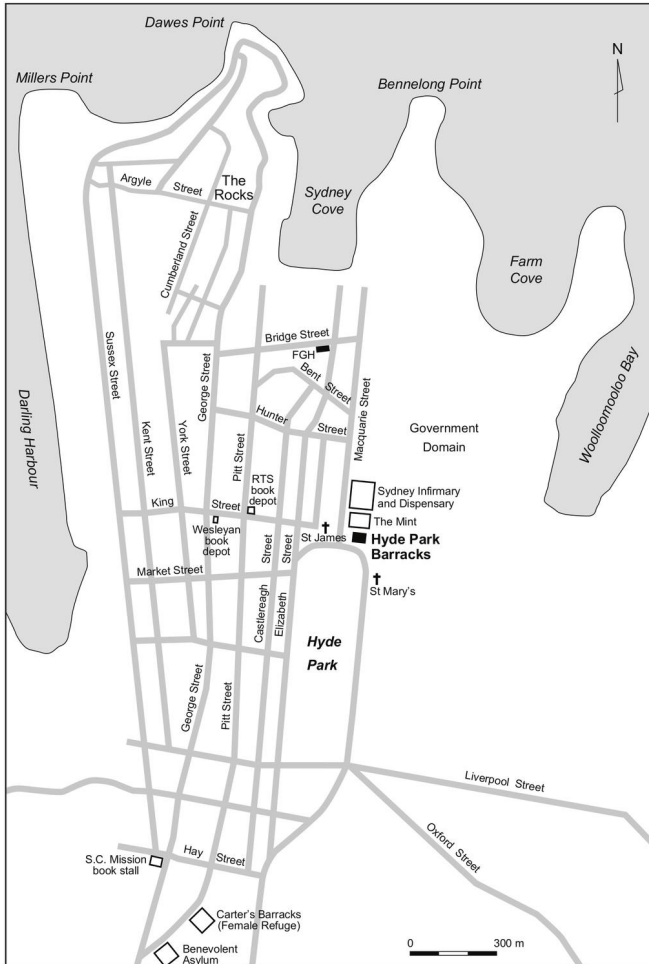 Dawes Point
Millers Point
Bennelong Point
N
Argyle Street
The
Rocks
Sydney
Cove
Cumberland Street
Farm
Cove
Bridge Street
FGH
Bent Street
Sussex Street
George Street
Macquarie Street
Woolloomooloo Bay
Darling Harbour
Kent Street
York Street
Hunter Street
Government
Domain
Pitt Street
RTS
book
depot
King Street
Sydney Infirmary
and Dispensary
Wesleyan
book
depot
The Mint
St James
Hyde Park
Barracks
Market Street
Castlereagh Street
Elizabeth Street
St Mary's
Hyde
Park
George Street
Pitt Street
Liverpool Street
Oxford Street
Hay Street
S.C. Mission
book stall
Carter's Barracks
(Female Refuge)
Benevolent
Asylum
0 300 m